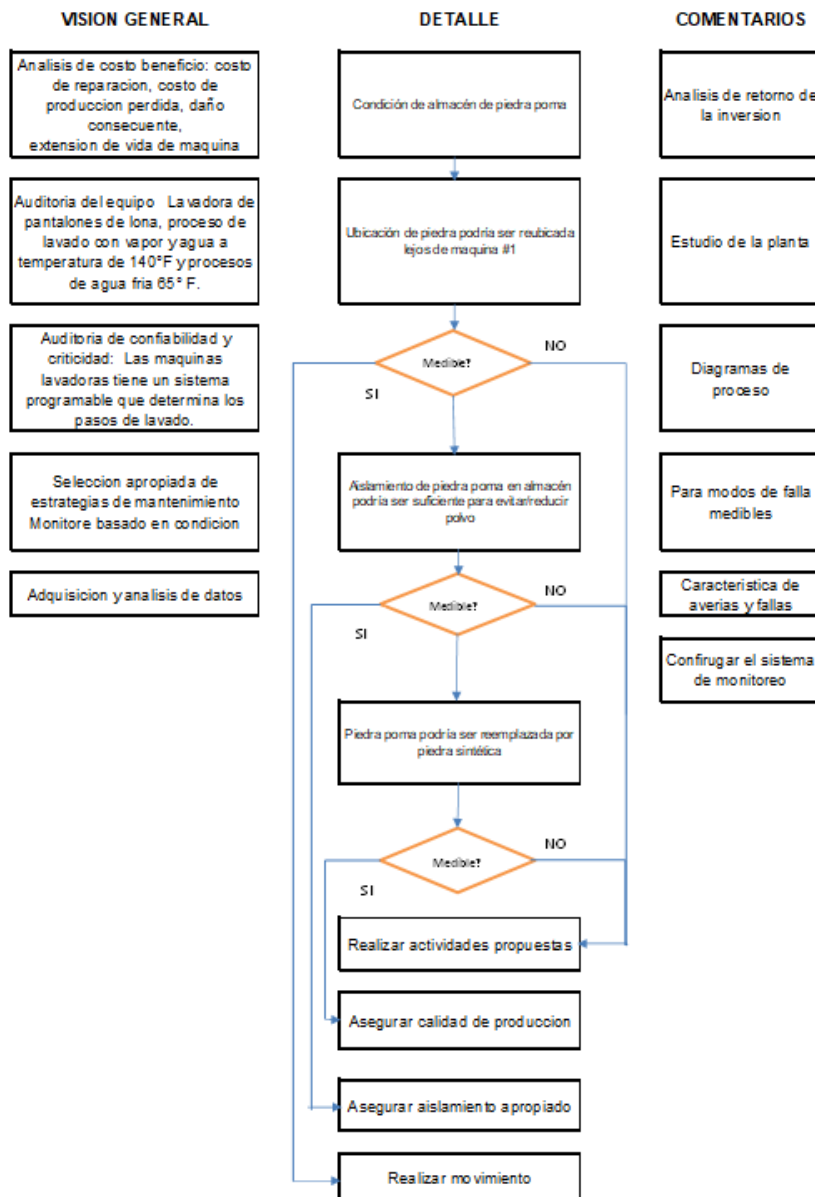 VISION GENERAL
Analisis de costo beneficio: costo
de reparacion, costo de
produccion perdida, daño
consecuente,
extension de vida de maquina
Auditoria del equipo Lavadora de
pantalones de lona, proceso de
lavado con vapor y agua a
temperatura de 140°F y procesos
de agua fria 65° F.
Auditoria de confiabilidad y
criticidad: Las maquinas
lavadoras tiene un sistema
programable que determina los
pasos de lavado.
Seleccion apropiada de
estrategias de mantenimiento
Monitore basado en condicion
Adquisicion y analisis de datos
DETALLE
Condición de almacén de piedra poma
Ubicación de piedra podría ser reubicada
lejos de maquina #1
Medible?
NO
SI
Aislamiento de piedra poma en almacén
podría ser suficiente para evitar/reducir
polvo
Medible?
NO
SI
Piedra poma podría ser reemplazada por
piedra sintética
Medible?
NO
SI
Realizar actividades propuestas
Asegurar calidad de produccion
Asegurar aislamiento apropiado
Realizar movimiento
COMENTARIOS
Analisis de retorno de
la inversion
Estudio de la planta
Diagramas de
proceso
Para modos de falla
medibles
Caracteristica de
averias y fallas
Confirugar el sistema
de monitoreo